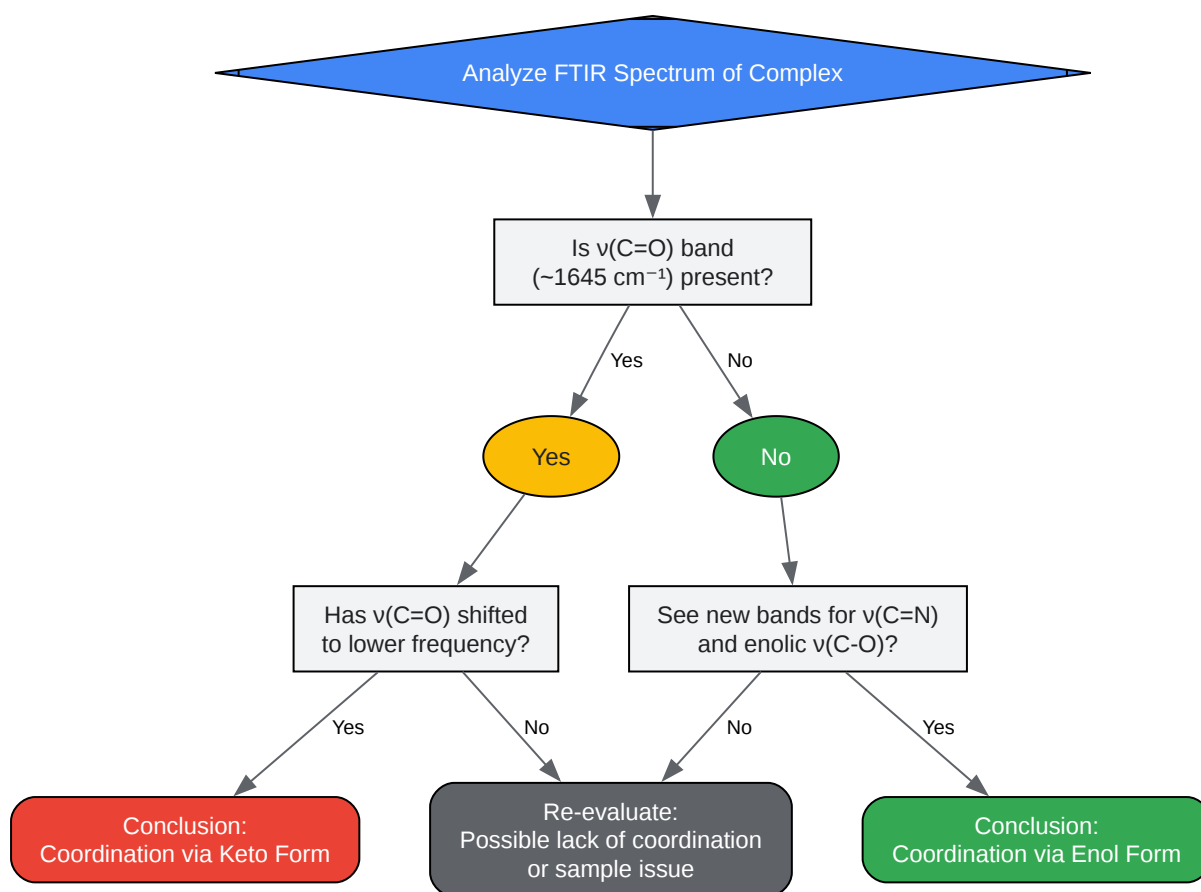 Analyze FTIR Spectrum of Complex
Is ν(C=O) band
(~1645 cm⁻¹) present?
Yes
No
Yes
No
Has ν(C=O) shifted
to lower frequency?
See new bands for ν(C=N)
and enolic ν(C-O)?
Yes
No
No
Yes
Conclusion:
Coordination via Keto Form
Re-evaluate:
Possible lack of coordination
or sample issue
Conclusion:
Coordination via Enol Form